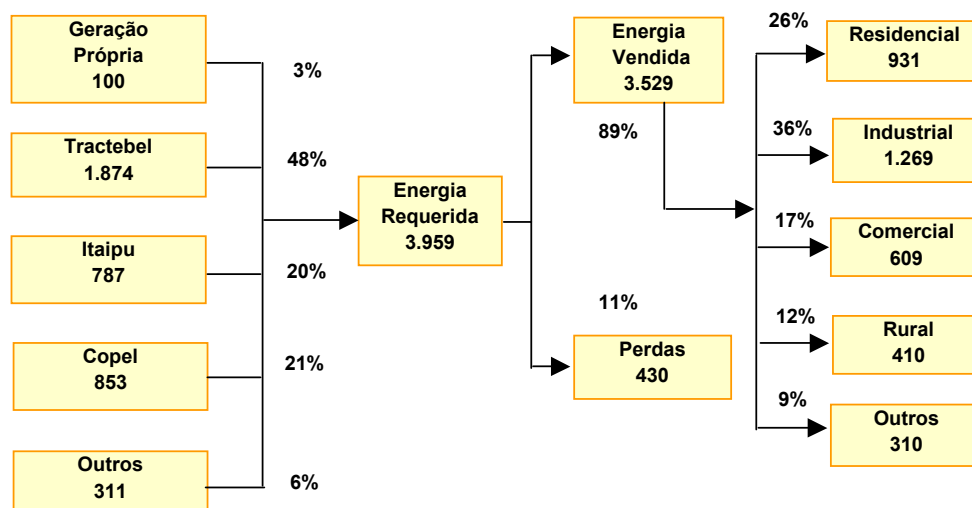 Geração
Própria
100
3%
Tractebel
1.874
48%
Itaipu
787
20%
Copel
853
21%
Outros
311
6%
Energia
Requerida
3.959
Energia
Vendida
3.529
89%
11%
Perdas
430
26%
Residencial
931
36%
Industrial
1.269
17%
Comercial
609
12%
Rural
410
9%
Outros
310